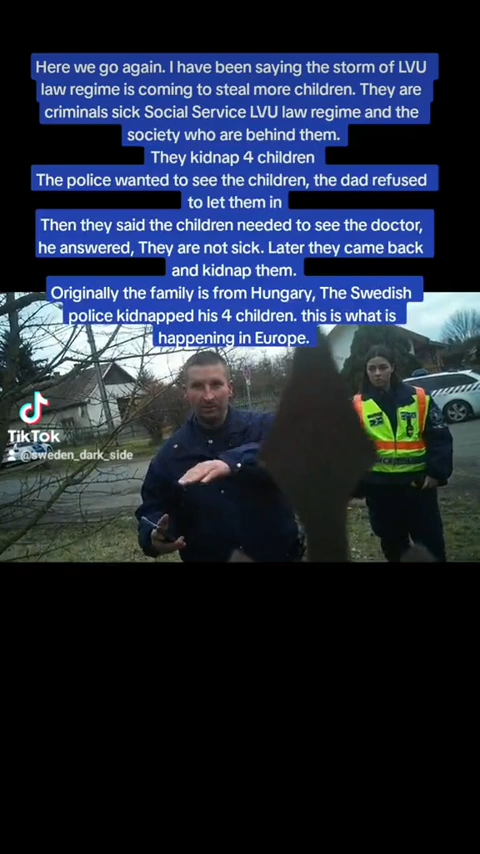 Here we go again. I have been saying the storm of LVU
law regime is coming to steal more children. They are
criminals sick Social Service LVU law regime and the
society who are behind them.
They kidnap 4 children
The police wanted to see the children, the dad refused
to let them in
Then they said the children needed to see the doctor,
he answered, They are not sick. Later they came back
and kidnap them.
Originally the family is from Hungary, The Swedish
police kidnapped his 4 children. this is what is
happening in Europe.
TikTok
@sweden_dark_side